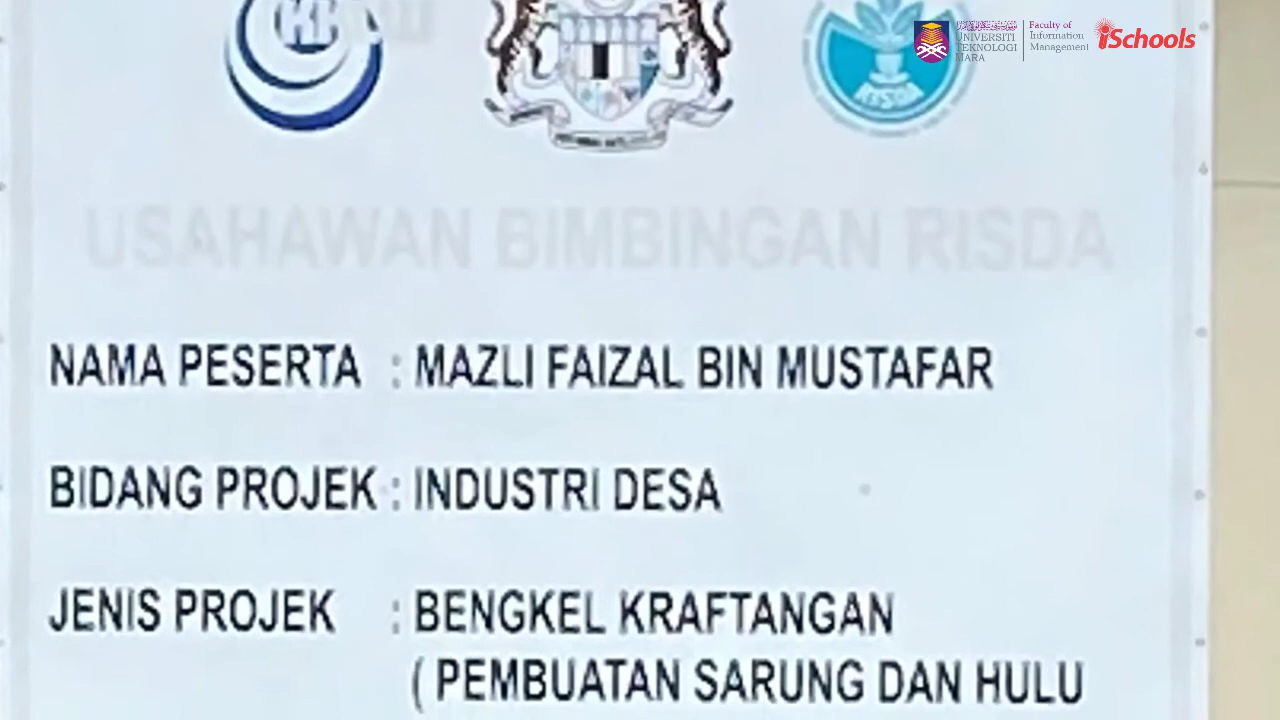 UNIVERSITI
TEKNOLOGI
MARA
Faculty of
Information
Management
iSchools
USAHAWAN BIMBINGAN RISDA
NAMA PESERTA : MAZLI FAIZAL BIN MUSTAFAR
BIDANG PROJEK : INDUSTRI DESA
JENIS PROJEK : BENGKEL KRAFTANGAN
( PEMBUATAN SARUNG DAN HULU